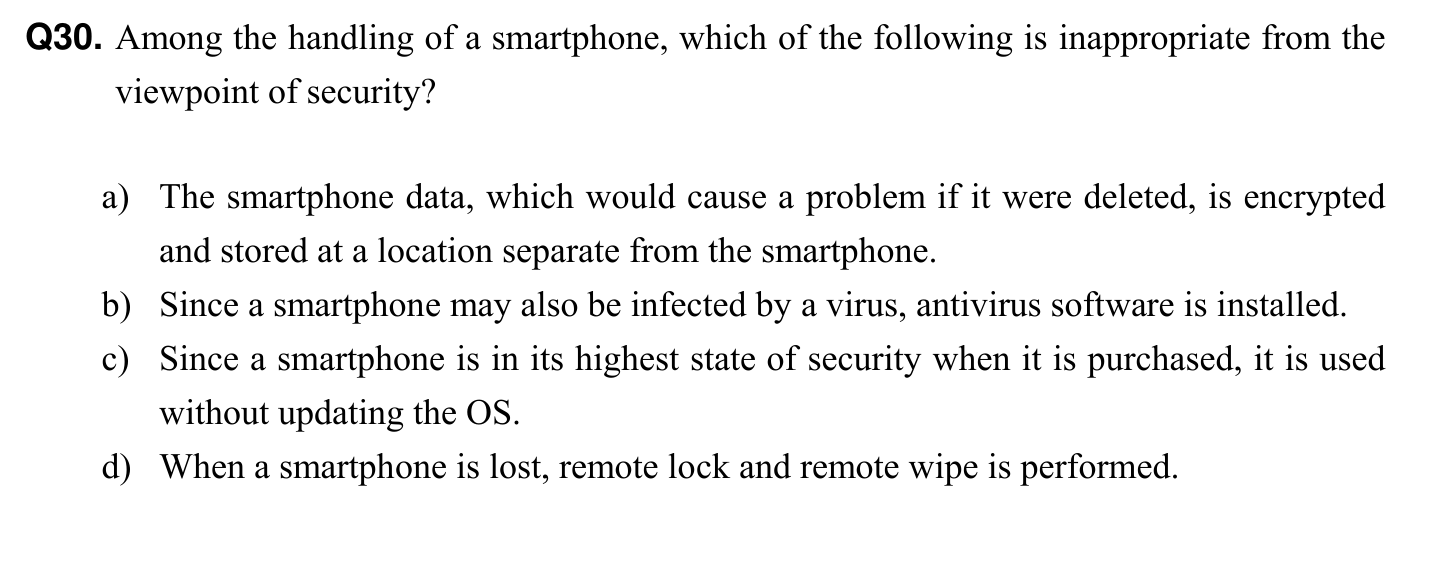 Q30. Among the handling of a smartphone, which of the following is inappropriate from the
viewpoint of security?
a) The smartphone data, which would cause a problem if it were deleted, is encrypted
and stored at a location separate from the smartphone.
b) Since a smartphone may also be infected by a virus, antivirus software is installed.
c) Since a smartphone is in its highest state of security when it is purchased, it is used
without updating the OS.
d) When a smartphone is lost, remote lock and remote wipe is performed.